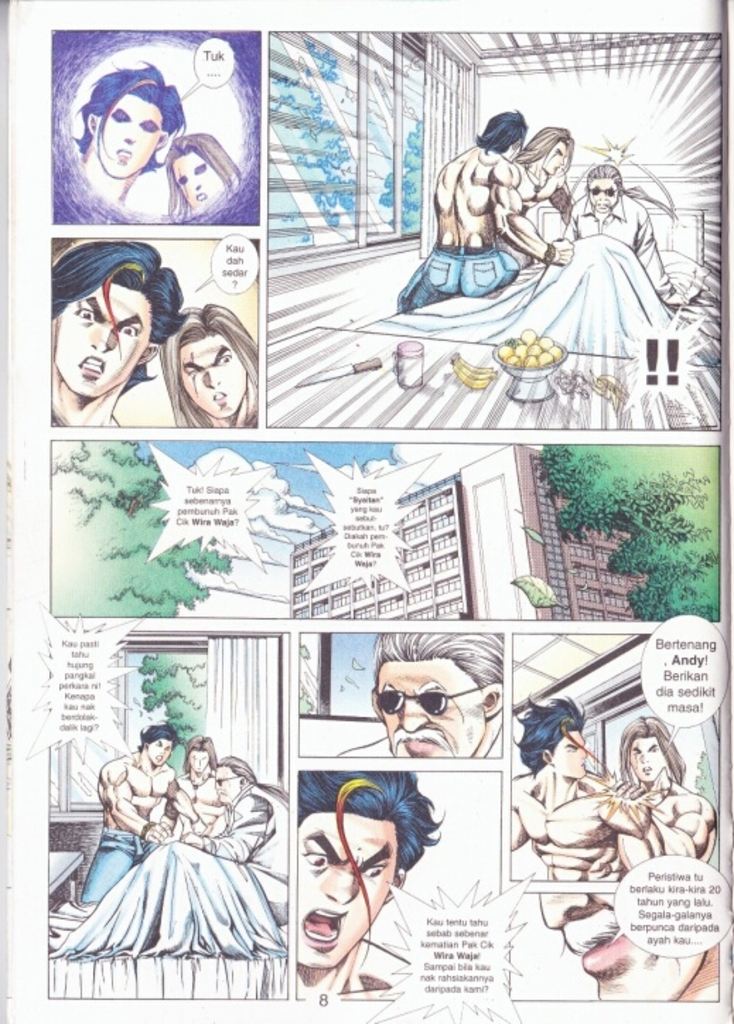 Tuk
....
Kau
dah
sedar
?
!!
Tuk! Siapa
sebenarnya
pembunuh Pak
Cik Wira Waja?
Siapa
"Syaitan"
yang kau
sebut-
sebutkan, tu?
Diakah pem-
bunuh Pak
Cik Wira
Waja?
Kau pasti
tahu
hujung
pangkal
perkara ni!
Kenapa
kau nak
berdolak-
dalik lagi?
Bertenang
, Andy!
Berikan
dia sedikit
masa!
Kau tentu tahu
sebab sebenar
kematian Pak Cik
Wira Waja!
Sampai bila kau
nak rahsiakannya
daripada kami?
Peristiwa tu
berlaku kira-kira 20
tahun yang lalu.
Segala-galanya
berpunca daripada
ayah kau....
8